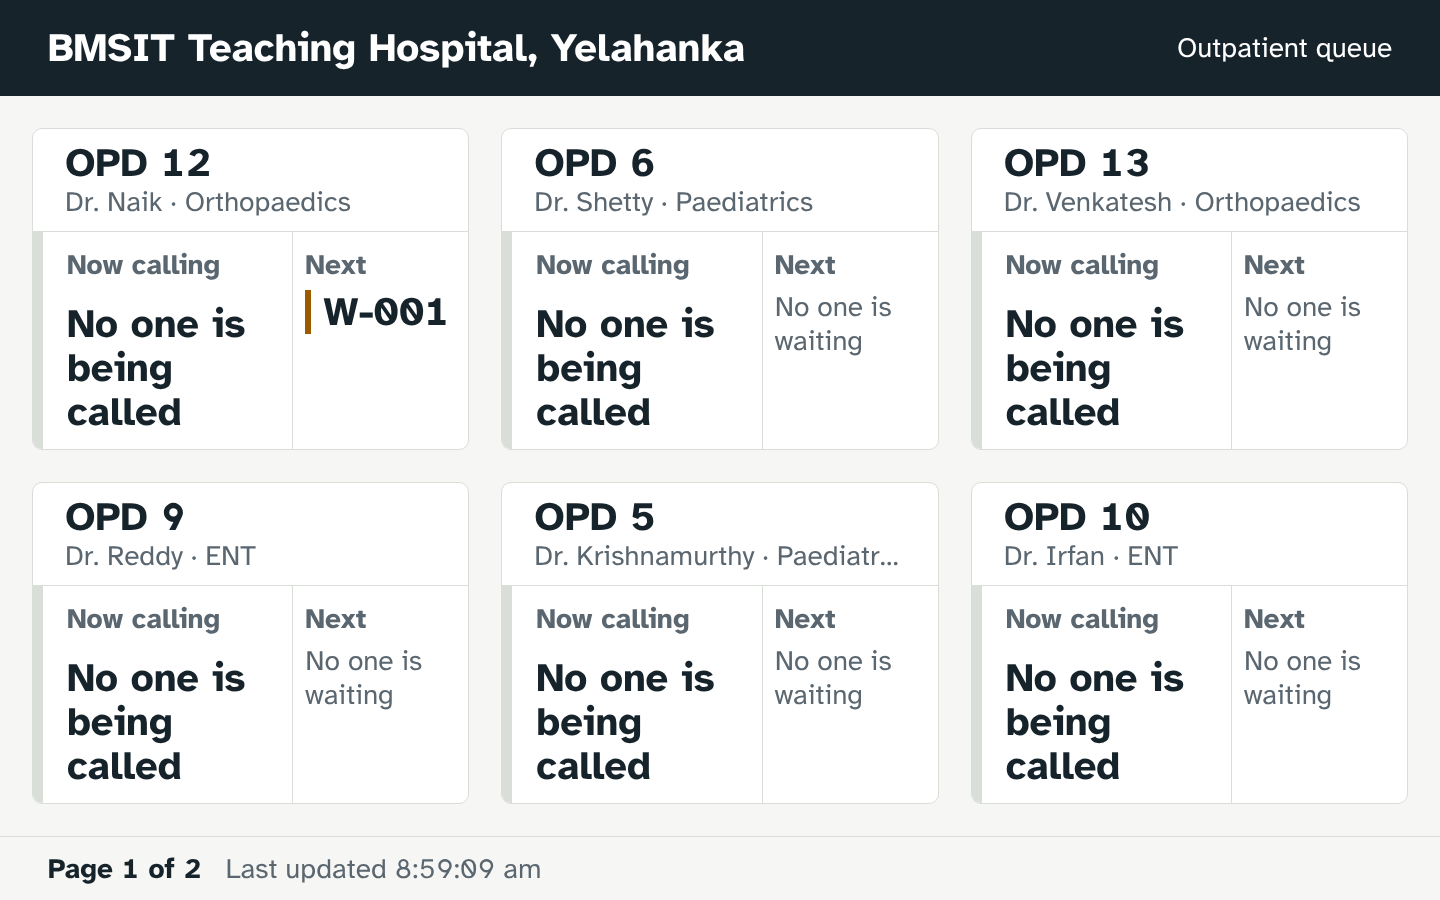 BMSIT Teaching Hospital, Yelahanka
Outpatient queue
OPD 12
Dr. Naik · Orthopaedics
Now calling
No one is
being
called
Next
W-001
OPD 6
Dr. Shetty · Paediatrics
Now calling
No one is
being
called
Next
No one is
waiting
OPD 13
Dr. Venkatesh · Orthopaedics
Now calling
No one is
being
called
Next
No one is
waiting
OPD 9
Dr. Reddy · ENT
Now calling
No one is
being
called
Next
No one is
waiting
OPD 5
Dr. Krishnamurthy · Paediatr...
Now calling
No one is
being
called
Next
No one is
waiting
OPD 10
Dr. Irfan · ENT
Now calling
No one is
being
called
Next
No one is
waiting
Page 1 of 2
Last updated 8:59:09 am